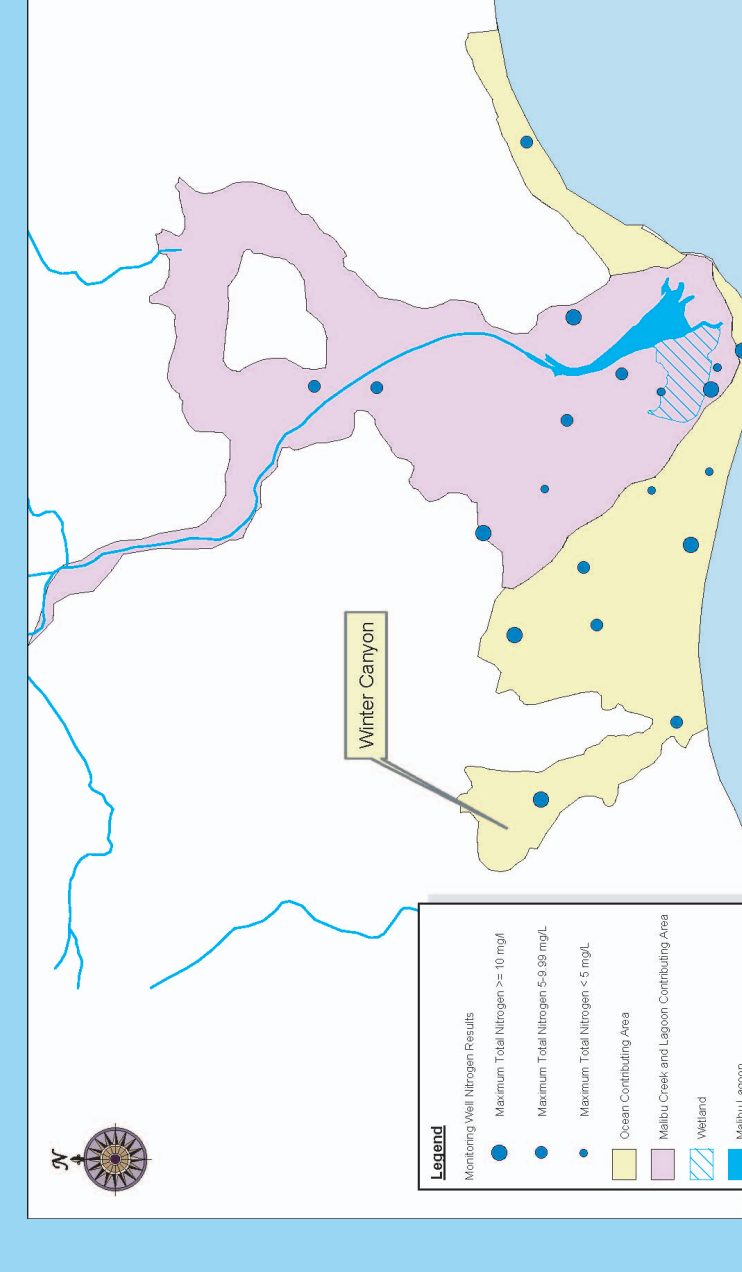 N
Winter Canyon
Legend
Monitoring Well Nitrogen Results
Maximum Total Nitrogen >= 10 mg/l
Maximum Total Nitrogen 5-9.99 mg/L
Maximum Total Nitrogen < 5 mg/L
Ocean Contributing Area
Malibu Creek and Lagoon Contributing Area
Wetland
Malibu Lagoon